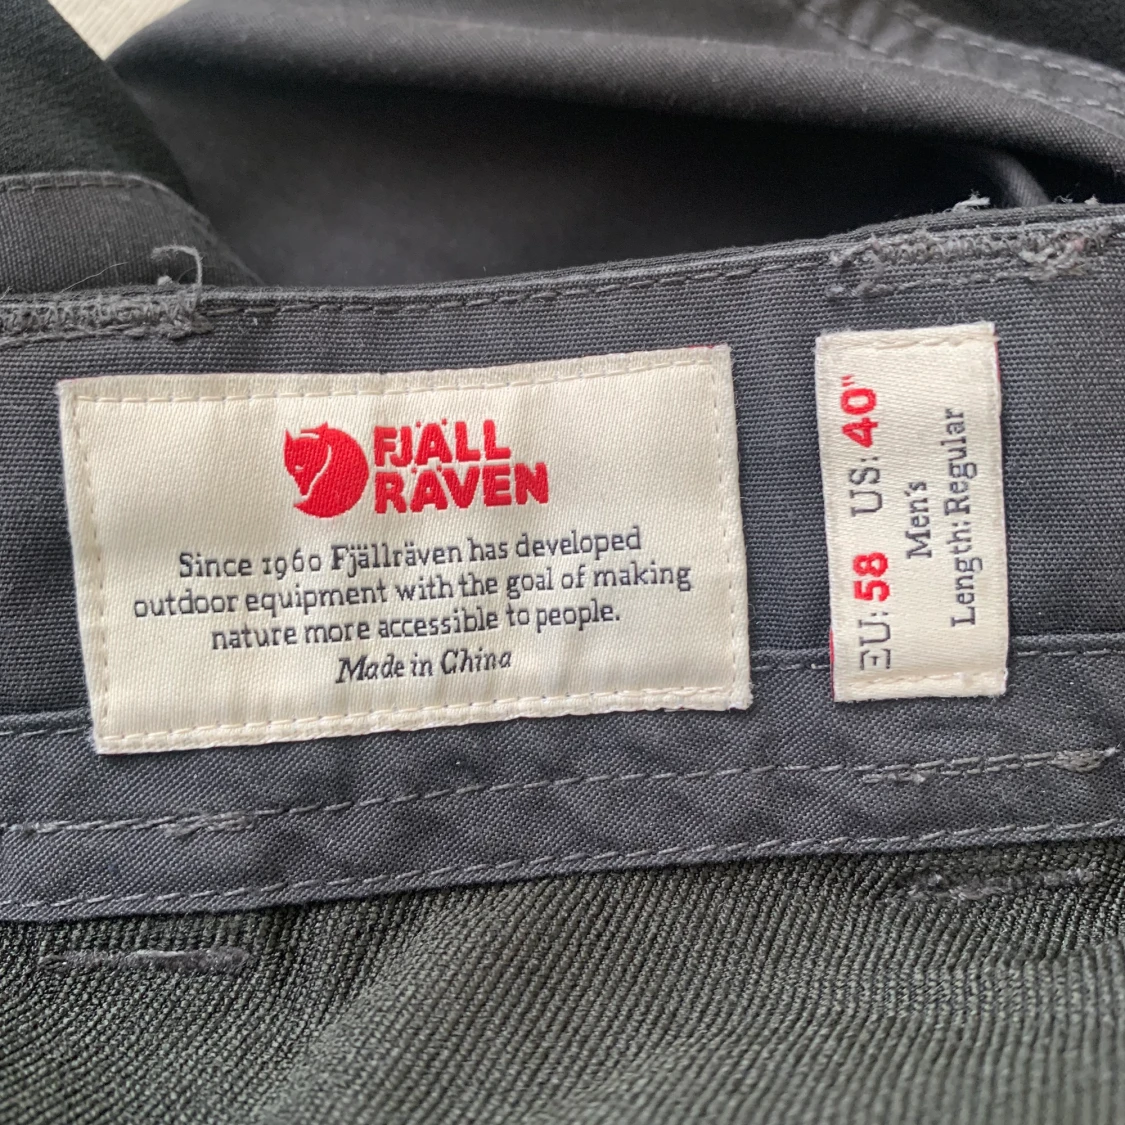 FJÄLL
RÄVEN
Since 1960 Fjällräven has developed
outdoor equipment with the goal of making
nature more accessible to people.
Made in China
EU: 58 US: 40"
Men's
Length: Regular